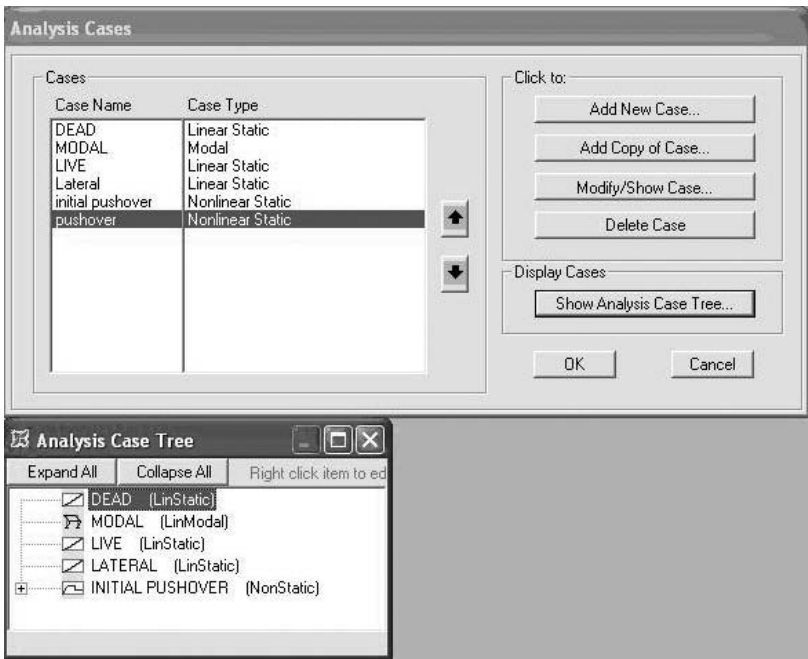 Analysis Cases
Cases
Case Name Case Type
DEAD Linear Static
MODAL Modal
LIVE Linear Static
Lateral Linear Static
initial pushover Nonlinear Static
pushover Nonlinear Static
Click to:
Add New Case...
Add Copy of Case...
Modify/Show Case...
Delete Case
Display Cases
Show Analysis Case Tree...
OK Cancel
Analysis Case Tree
Expand All Collapse All Right click item to ed
DEAD (LinStatic)
MODAL (LinModal)
LIVE (LinStatic)
LATERAL (LinStatic)
INITIAL PUSHOVER (NonStatic)